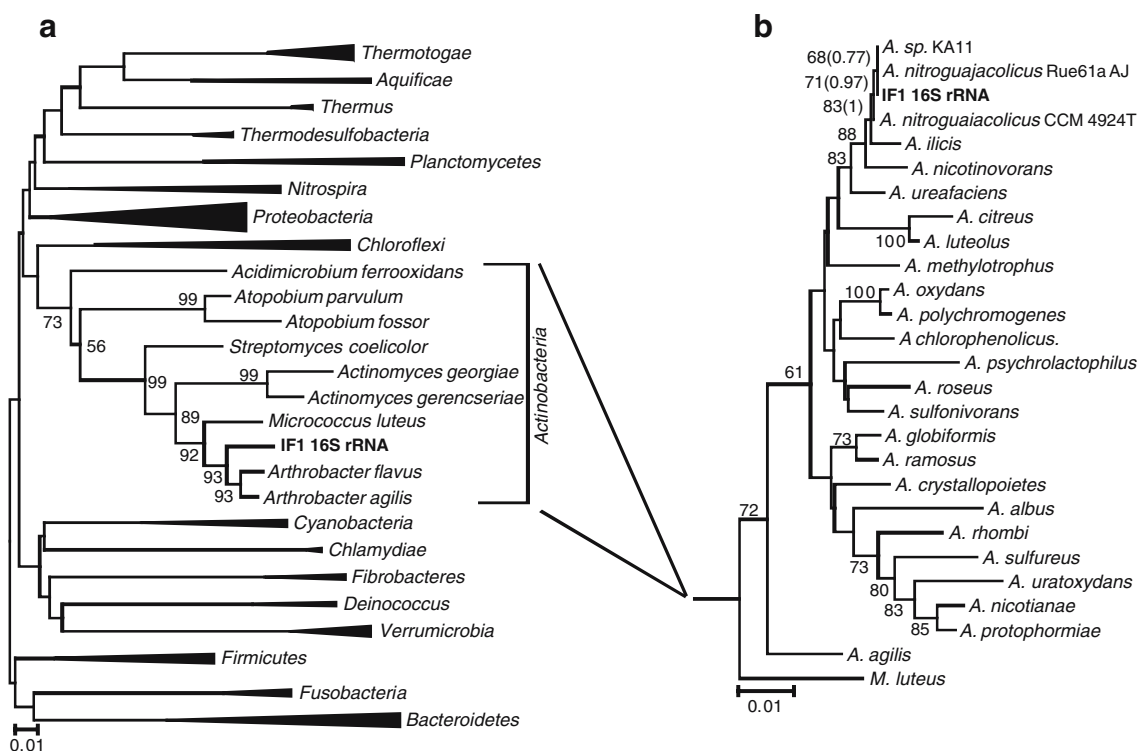 a
Thermotogae
Aquificae
Thermus
Thermodesulfobacteria
Planctomycetes
Nitrospira
Proteobacteria
Chloroflexi
Acidimicrobium ferrooxidans
99
Atopobium parvulum
73
Atopobium fossor
56
Streptomyces coelicolor
99
99
Actinomyces georgiae
Actinomyces gerencseriae
89
Micrococcus luteus
92
IF1 16S rRNA
93
Arthrobacter flavus
93
Arthrobacter agilis
Actinobacteria
Cyanobacteria
Chlamydiae
Fibrobacteres
Deinococcus
Verrumicrobia
Firmicutes
Fusobacteria
Bacteroidetes
0.01
b
A. sp. KA11
68(0.77)
A. nitroguajacolicus Rue61a AJ
71(0.97)
IF1 16S rRNA
83(1)
A. nitroguaiacolicus CCM 4924T
88
A. ilicis
83
A. nicotinovorans
A. ureafaciens
A. citreus
100
A. luteolus
A. methylotrophus
A. oxydans
100
A. polychromogenes
A chlorophenolicus.
A. psychrolactophilus
61
A. roseus
A. sulfonivorans
A. globiformis
73
A. ramosus
A. crystallopoietes
72
A. albus
A. rhombi
73
A. sulfureus
80
A. uratoxydans
83
A. nicotianae
85
A. protophormiae
A. agilis
M. luteus
0.01